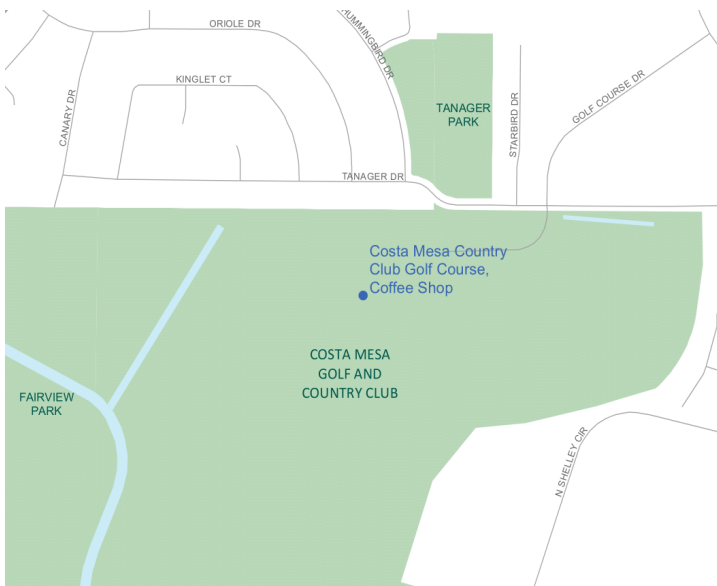 ORIOLE DR
HUMMINGBIRD DR
KINGLET CT
CANARY DR
TANAGER
PARK
STARBIRD DR
GOLF COURSE DR
TANAGER DR
Costa Mesa Country
Club Golf Course,
Coffee Shop
COSTA MESA
GOLF AND
COUNTRY CLUB
FAIRVIEW
PARK
N SHELLEY CIR